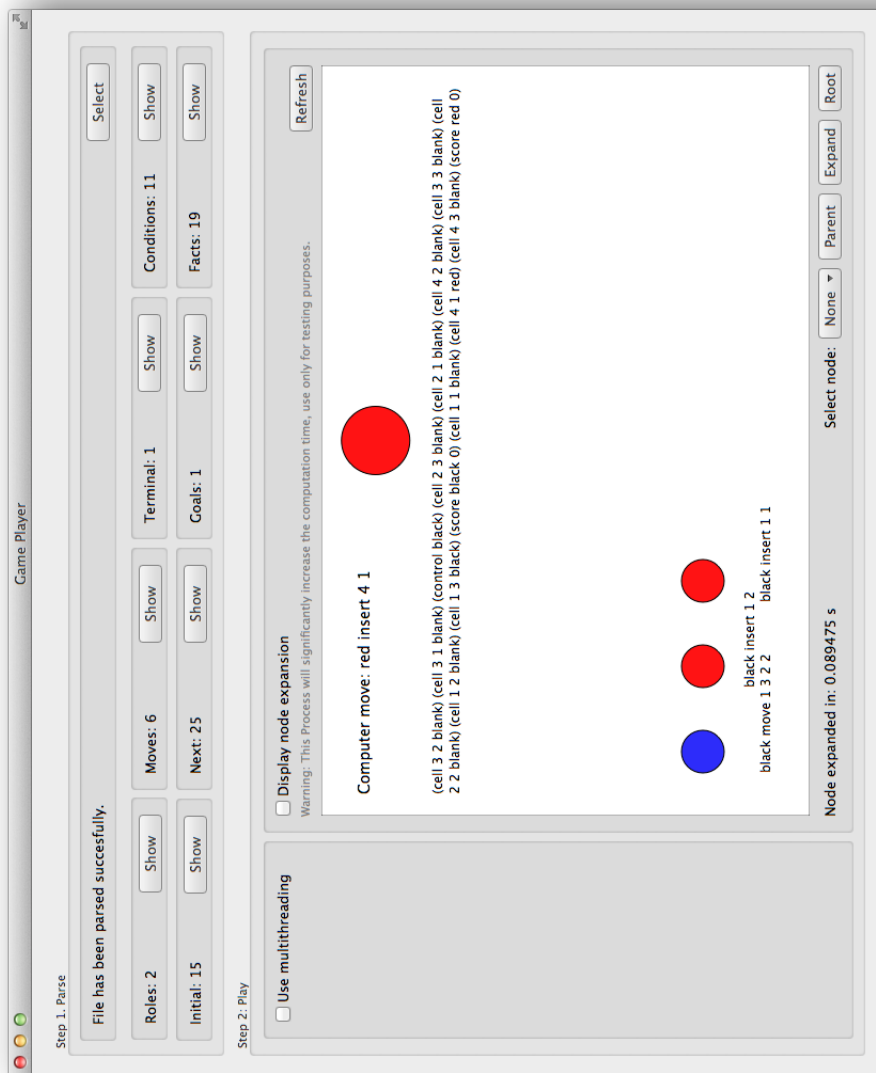 Game Player
Step 1. Parse
File has been parsed succesfully.
Select
Roles: 2
Show
Moves: 6
Show
Terminal: 1
Show
Conditions: 11
Show
Initial: 15
Show
Next: 25
Show
Goals: 1
Show
Facts: 19
Show
Step 2: Play
Use multithreading
Display node expansion
Warning: This Process will significantly increase the computation time, use only for testing purposes.
Refresh
Computer move: red insert 4 1
(cell 3 2 blank) (cell 3 1 blank) (control black) (cell 2 3 blank) (cell 2 1 blank) (cell 4 2 blank) (cell 3 3 blank) (cell
2 2 blank) (cell 1 2 blank) (cell 1 3 black) (score black 0) (cell 1 1 blank) (cell 4 1 red) (cell 4 3 blank) (score red 0)
black insert 1 2
black move 1 3 2 2
black insert 1 1
Node expanded in: 0.089475 s
Select node:
None
Parent
Expand
Root